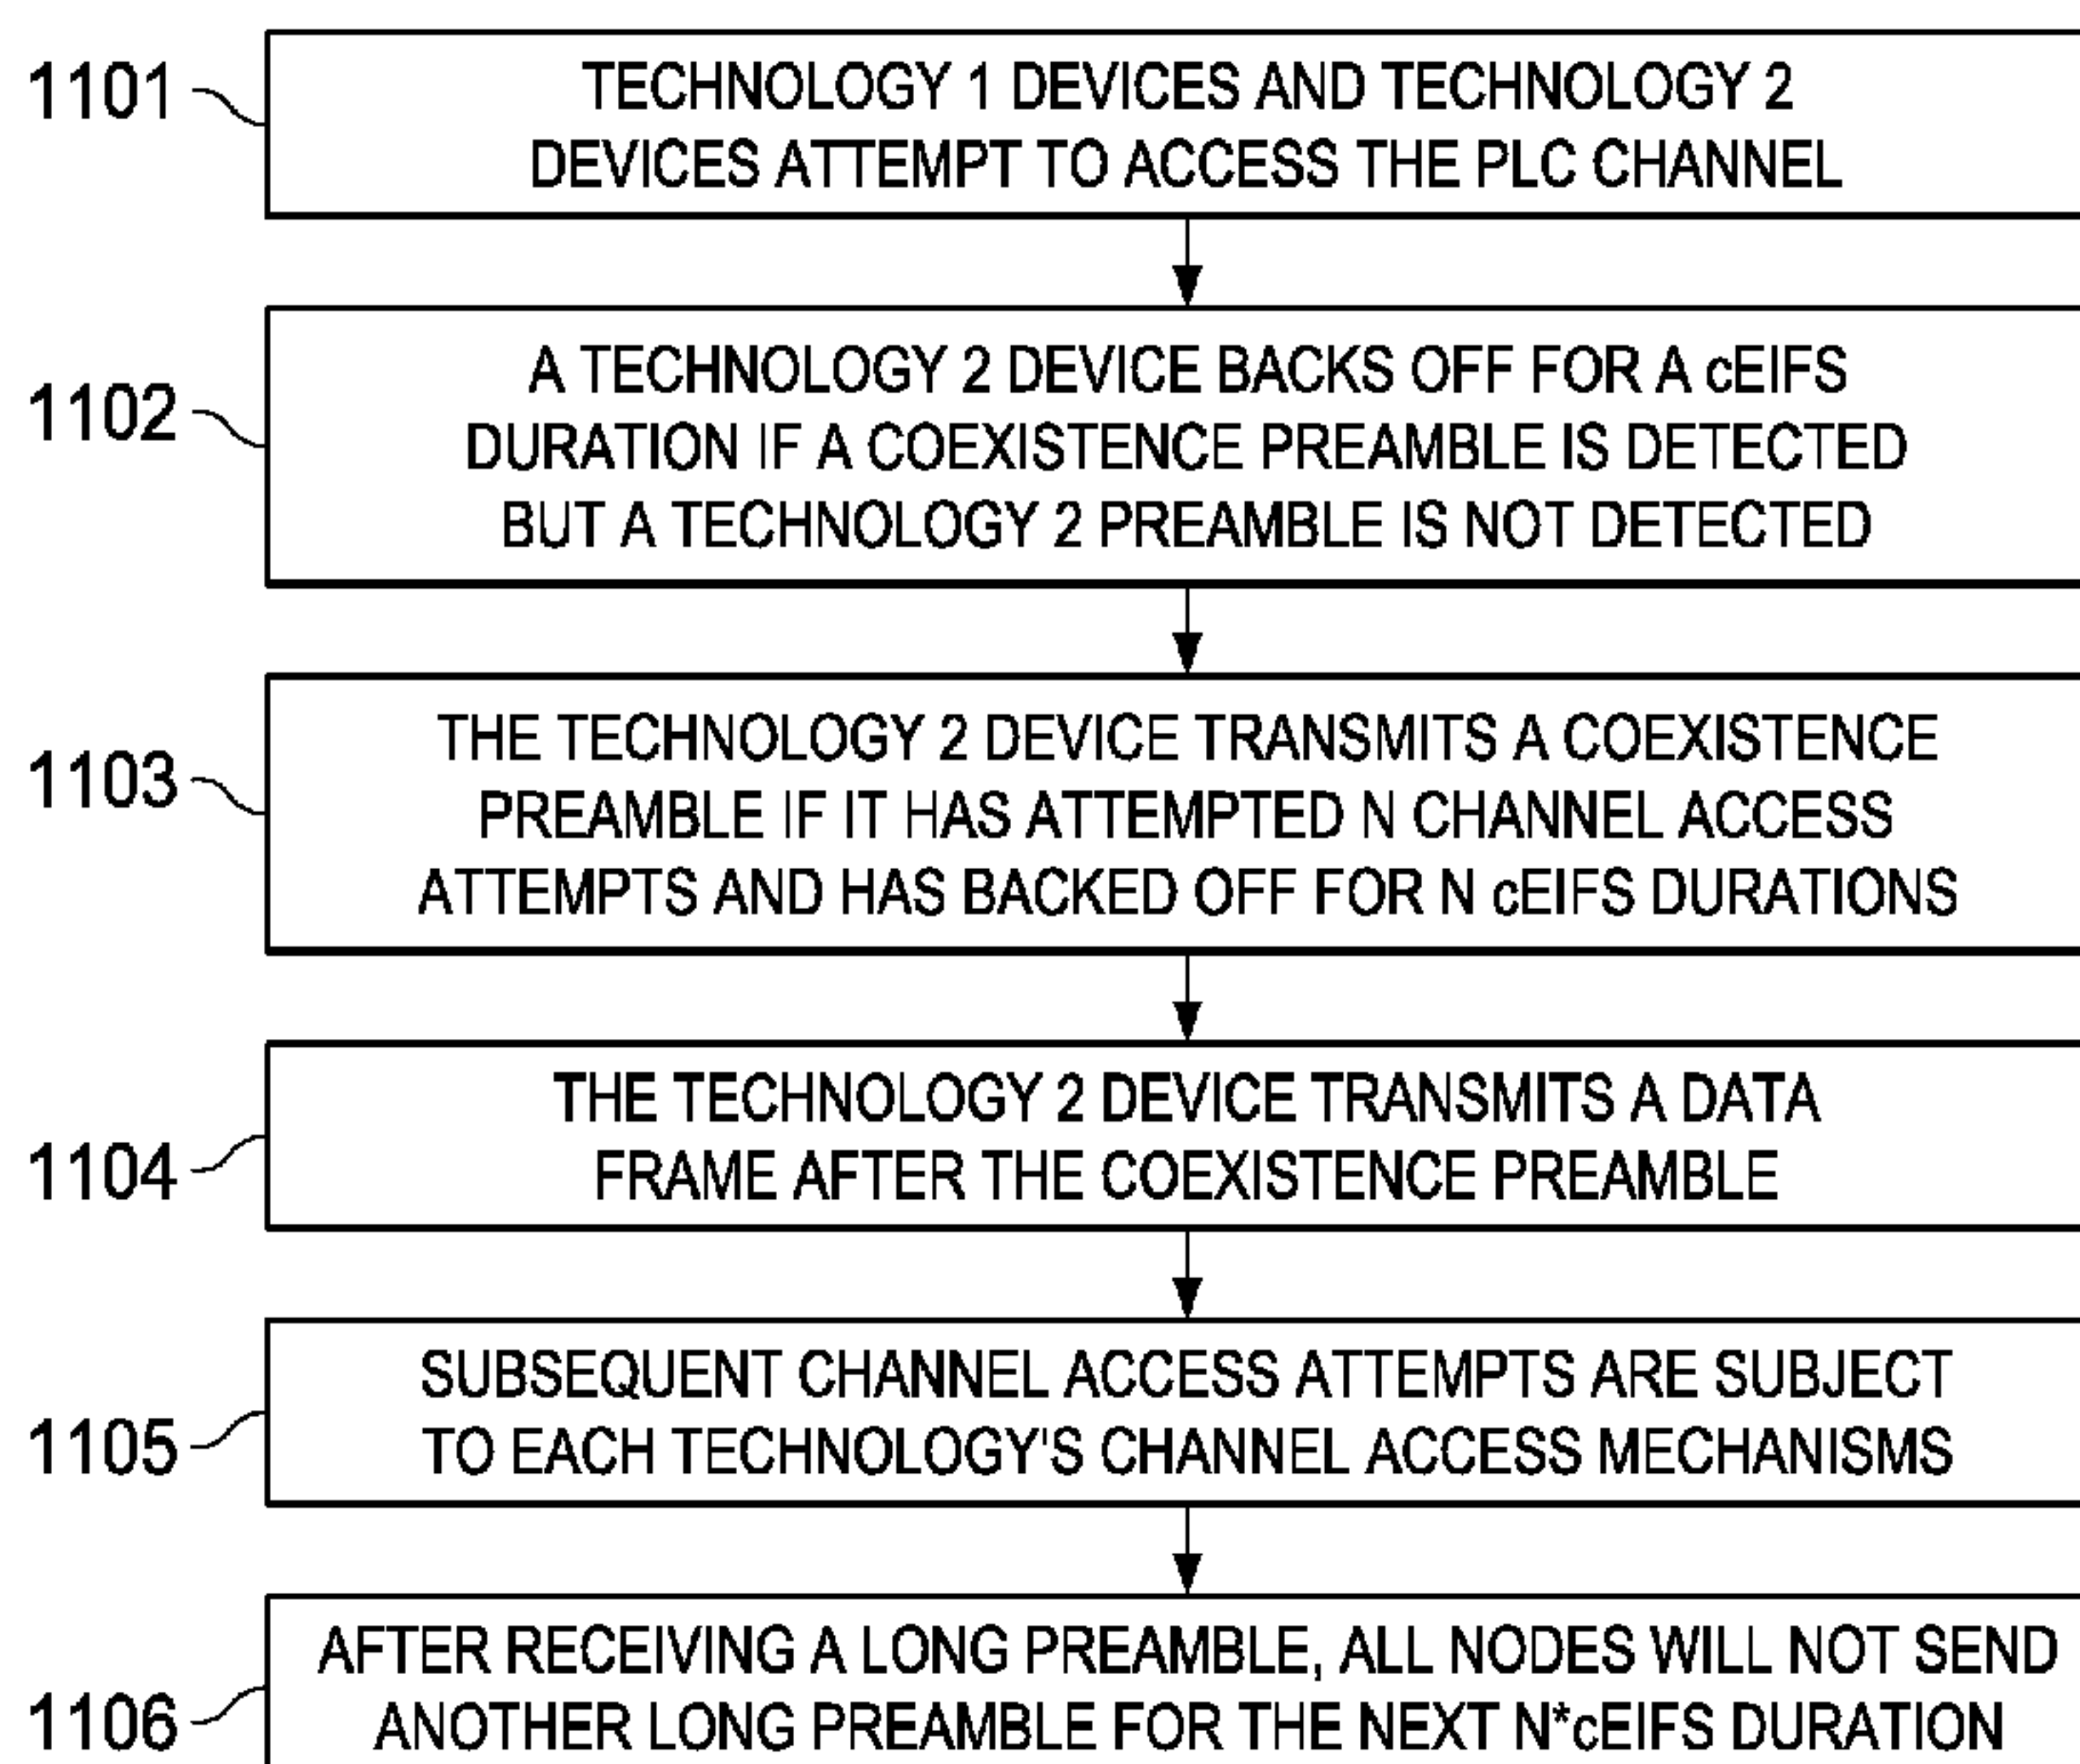 1101
TECHNOLOGY 1 DEVICES AND TECHNOLOGY 2
DEVICES ATTEMPT TO ACCESS THE PLC CHANNEL
1102
A TECHNOLOGY 2 DEVICE BACKS OFF FOR A cEIFS
DURATION IF A COEXISTENCE PREAMBLE IS DETECTED
BUT A TECHNOLOGY 2 PREAMBLE IS NOT DETECTED
1103
THE TECHNOLOGY 2 DEVICE TRANSMITS A COEXISTENCE
PREAMBLE IF IT HAS ATTEMPTED N CHANNEL ACCESS
ATTEMPTS AND HAS BACKED OFF FOR N cEIFS DURATIONS
1104
THE TECHNOLOGY 2 DEVICE TRANSMITS A DATA
FRAME AFTER THE COEXISTENCE PREAMBLE
1105
SUBSEQUENT CHANNEL ACCESS ATTEMPTS ARE SUBJECT
TO EACH TECHNOLOGY'S CHANNEL ACCESS MECHANISMS
1106
AFTER RECEIVING A LONG PREAMBLE, ALL NODES WILL NOT SEND
ANOTHER LONG PREAMBLE FOR THE NEXT N*cEIFS DURATION